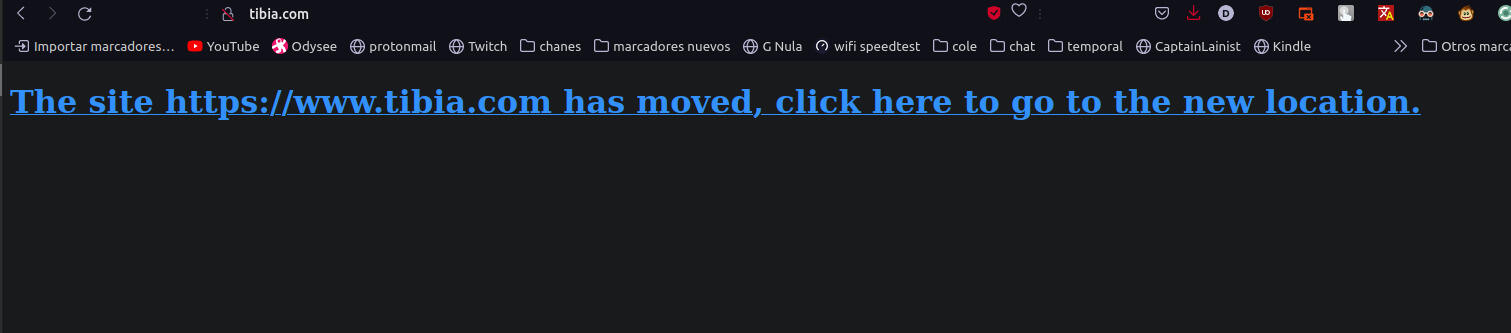 tibia.com
Importar marcadores... YouTube Odysee protonmail Twitch chanes marcadores nuevos G Nula wifi speedtest cole chat temporal CaptainLainist Kindle Otros marca
The site https://www.tibia.com has moved, click here to go to the new location.